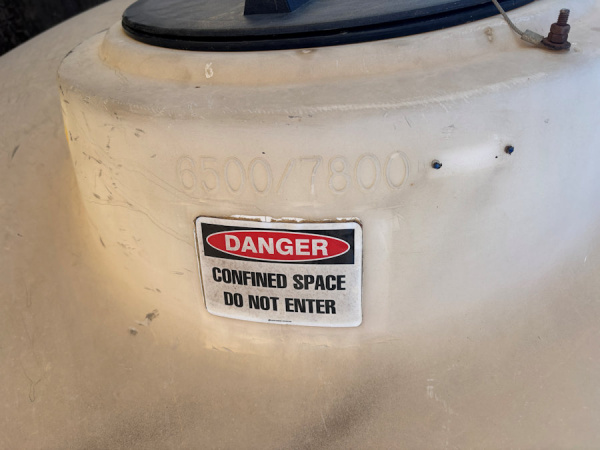 6500/7800
DANGER
CONFINED SPACE
DO NOT ENTER